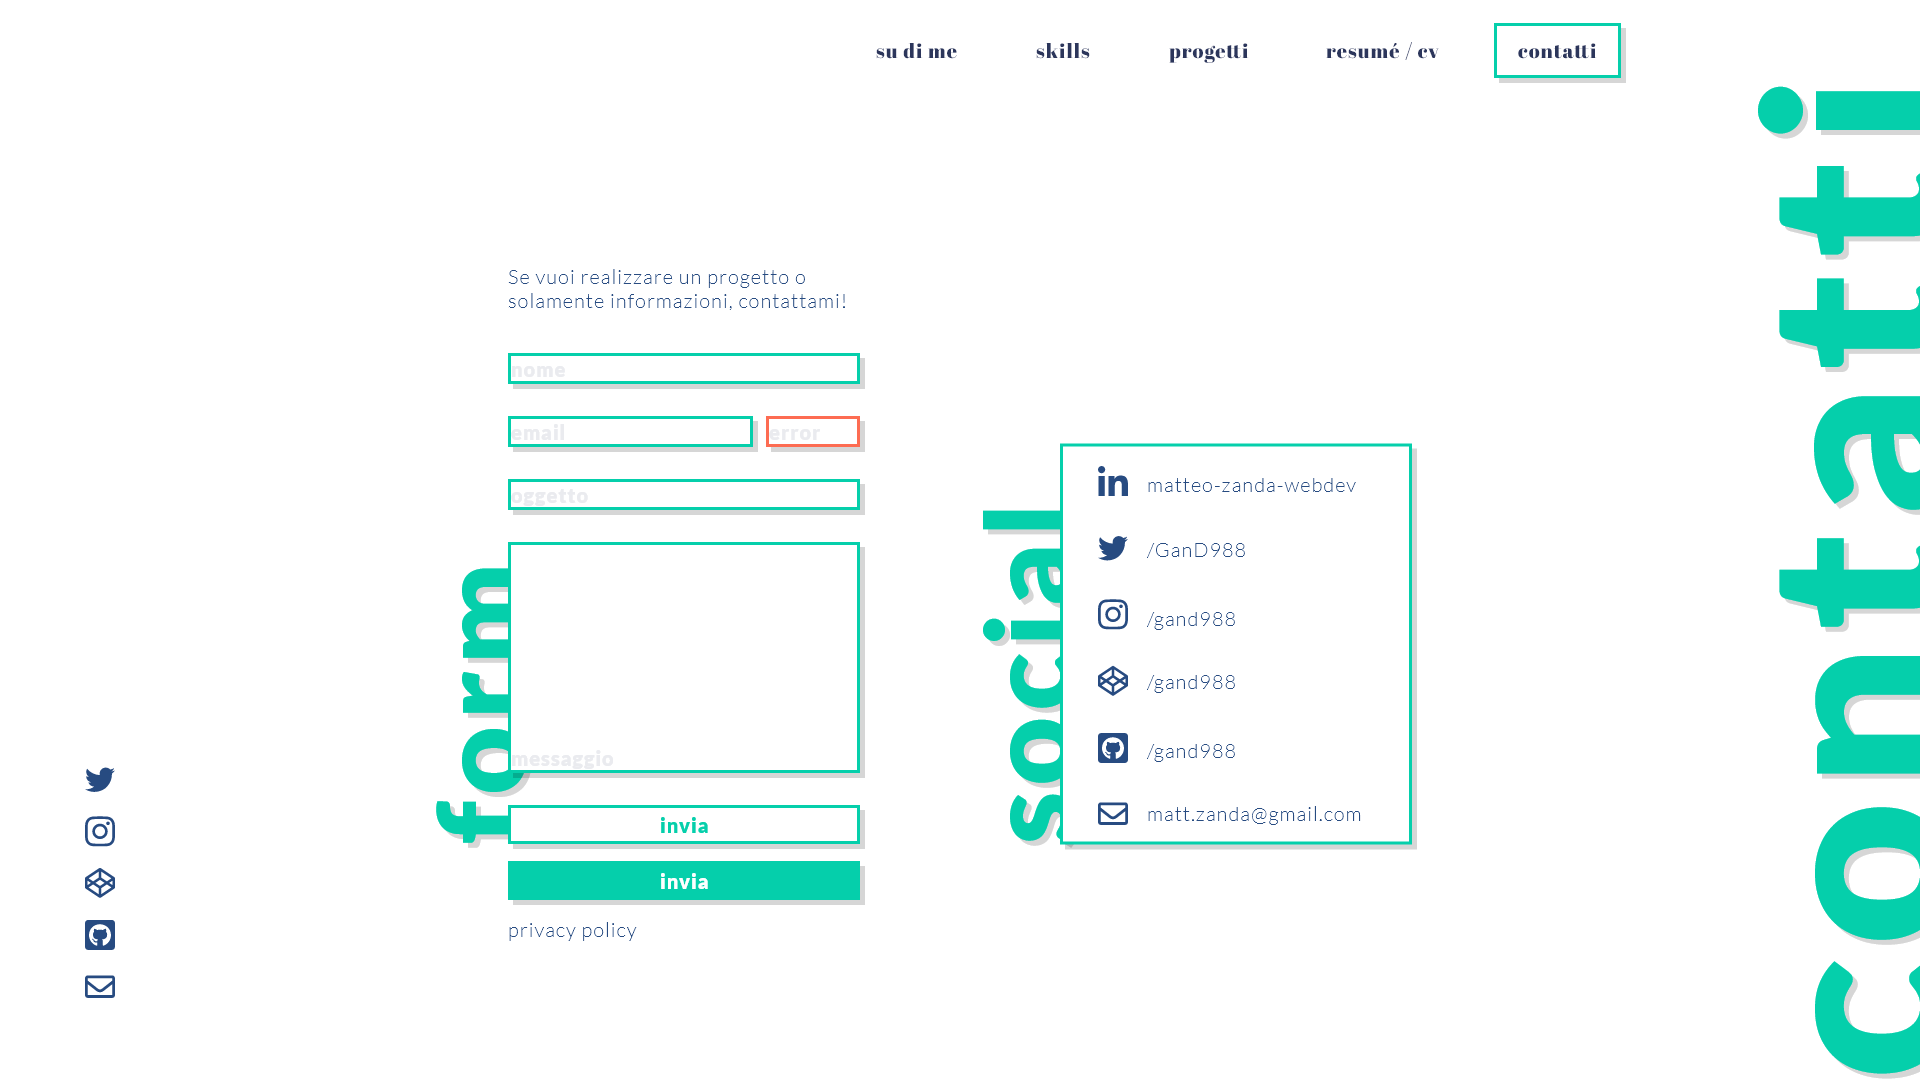 su di me
skills
progetti
resumé / cv
contatti
contatti
Se vuoi realizzare un progetto o
solamente informazioni, contattami!
nome
email
error
oggetto
messaggio
form
invia
invia
privacy policy
social
in
matteo-zanda-webdev
/GanD988
/gand988
/gand988
/gand988
matt.zanda@gmail.com